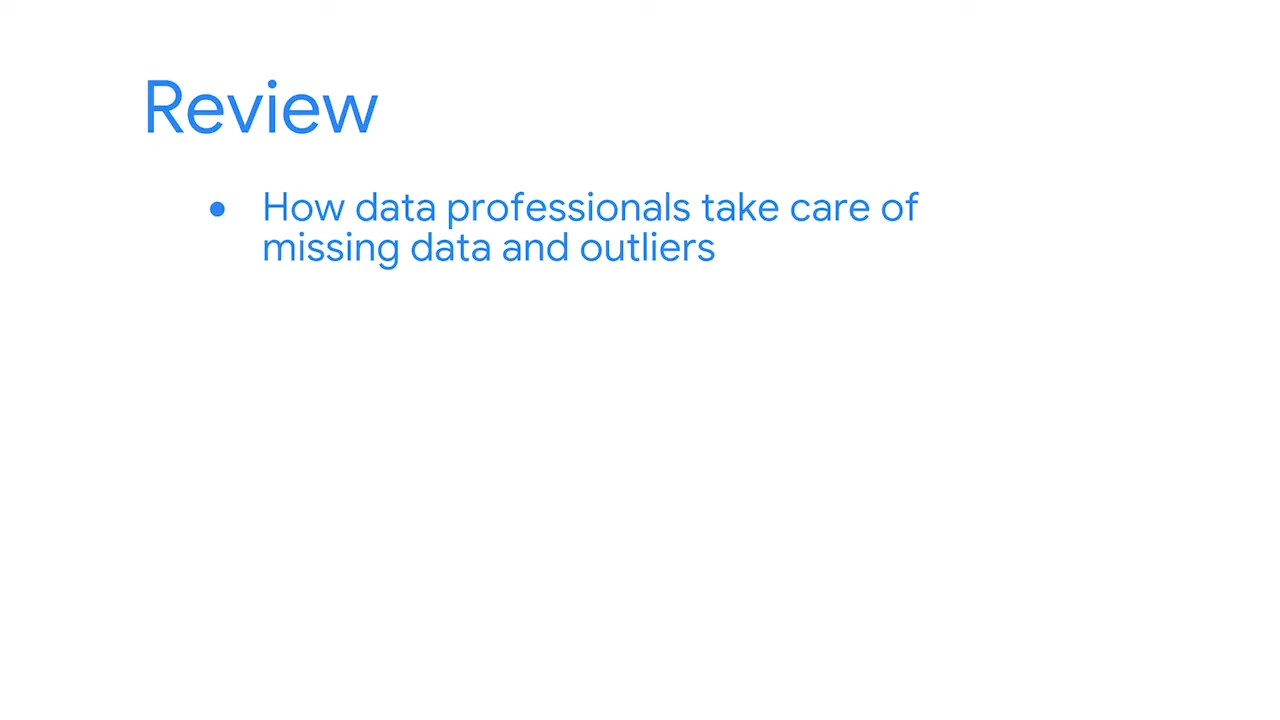 Review
● How data professionals take care of
missing data and outliers